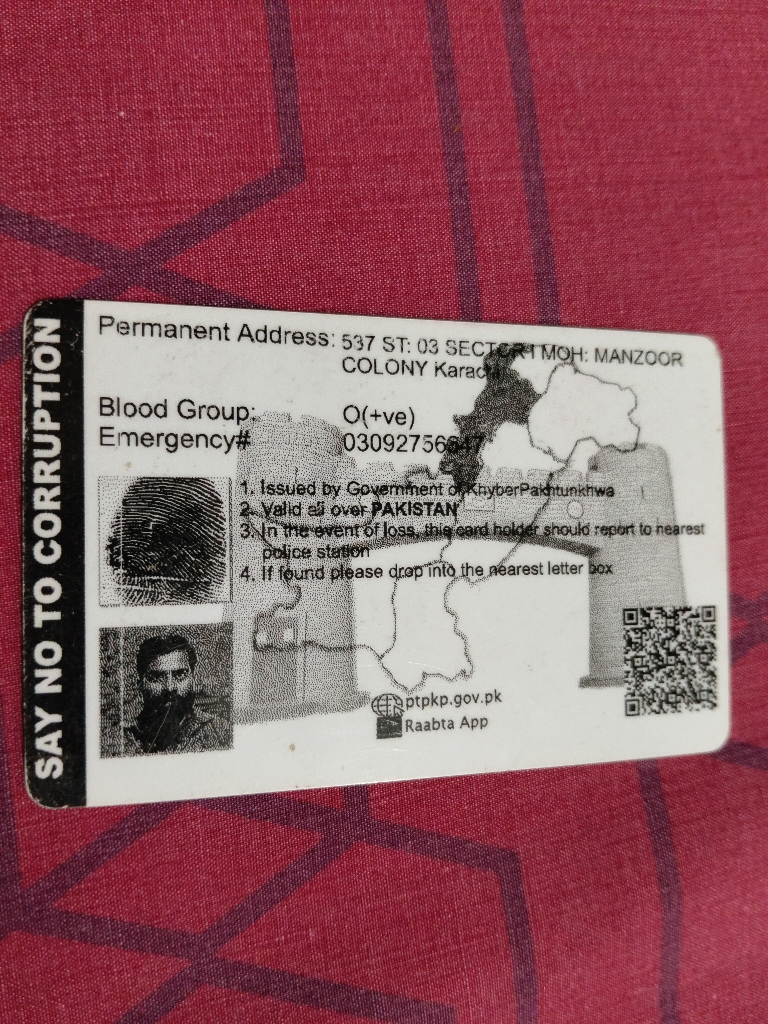 SAY NO TO CORRUPTION
Permanent Address: 537 ST: 03 SECTOR I MOH: MANZOOR
COLONY Karachi
Blood Group: O(+ve)
Emergency#
1. Issued by Government of KhyberPakhtunkhwa
2. Valid all over PAKISTAN
3. In the event of loss, this card holder should report to nearest
police station
4. If found please drop into the nearest letter box
ptpkp.gov.pk
Raabta App